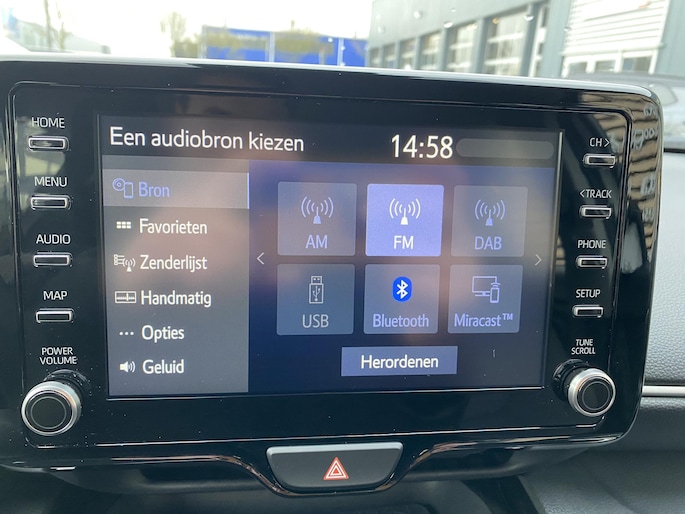 HOME
MENU
AUDIO
MAP
POWER
VOLUME
Een audiobron kiezen
14:58
Bron
Favorieten
Zenderlijst
Handmatig
Opties
Geluid
AM
FM
DAB
USB
Bluetooth
Miracast™
Herordenen
CH >
<TRACK
PHONE
SETUP
TUNE
SCROLL